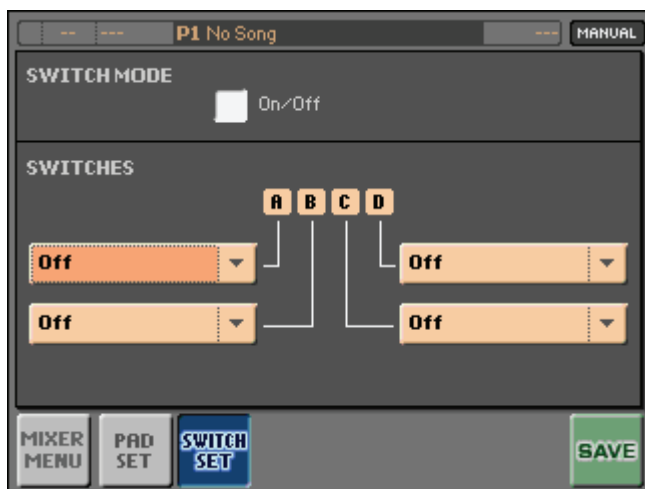 -- --- P1 No Song --- MANUAL
SWITCH MODE
On/Off
SWITCHES
A B C D
Off Off
Off Off
MIXER MENU PAD SET SWITCH SET SAVE